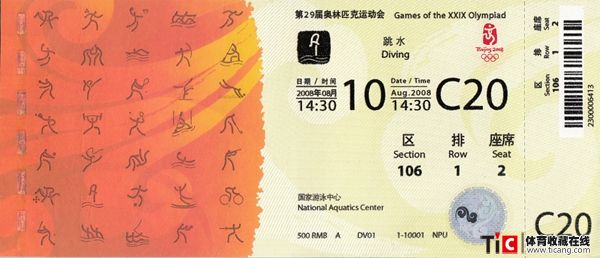 第29届奥林匹克运动会 Games of the XXIX Olympiad
跳水
Diving
Beijing 2008
日期 / 时间
2008年08月
14:30
10
Date / Time
Aug.2008
14:30
C20
区 排 座席
Section Row Seat
106 1 2
国家游泳中心
National Aquatics Center
500 RMB A DV01 1-10001 NPU
座席
Seat
2
排
Row
1
区
Section
106
2300006413
C20
TiC 体育收藏在线
www.ticang.com